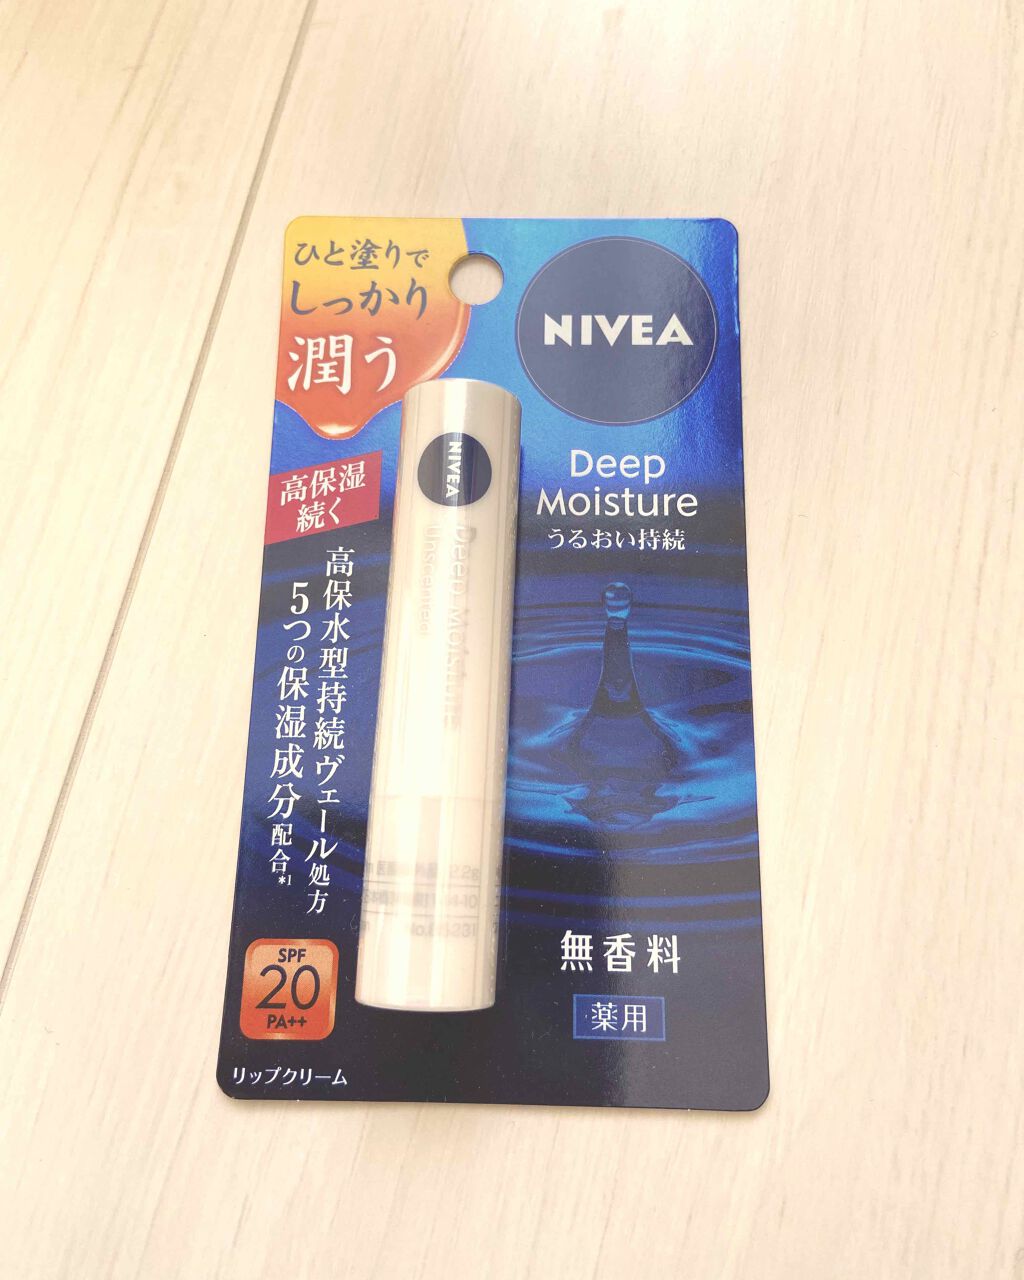 ひと塗りで
しっかり
潤う
NIVEA
Deep
Moisture
うるおい持続
高保湿
続く
高保水型持続ヴェール処方
5つの保湿成分配合*1
NIVEA
Deep Moisture
Unscented
SPF
20
PA++
無香料
薬用
リップクリーム